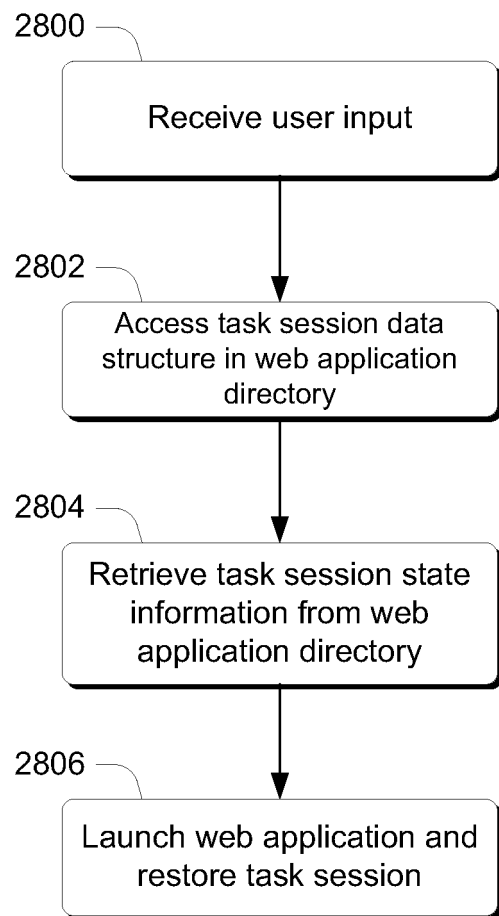 2800
Receive user input
2802
Access task session data
structure in web application
directory
2804
Retrieve task session state
information from web
application directory
2806
Launch web application and
restore task session